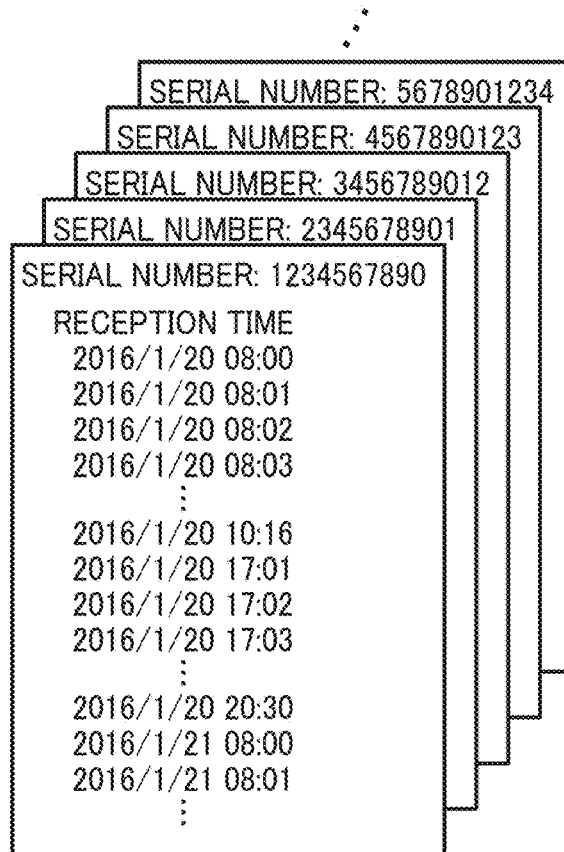 SERIAL NUMBER: 5678901234
SERIAL NUMBER: 4567890123
SERIAL NUMBER: 3456789012
SERIAL NUMBER: 2345678901
SERIAL NUMBER: 1234567890
RECEPTION TIME
2016/1/20 08:00
2016/1/20 08:01
2016/1/20 08:02
2016/1/20 08:03
⋮
2016/1/20 10:16
2016/1/20 17:01
2016/1/20 17:02
2016/1/20 17:03
⋮
2016/1/20 20:30
2016/1/21 08:00
2016/1/21 08:01
⋮